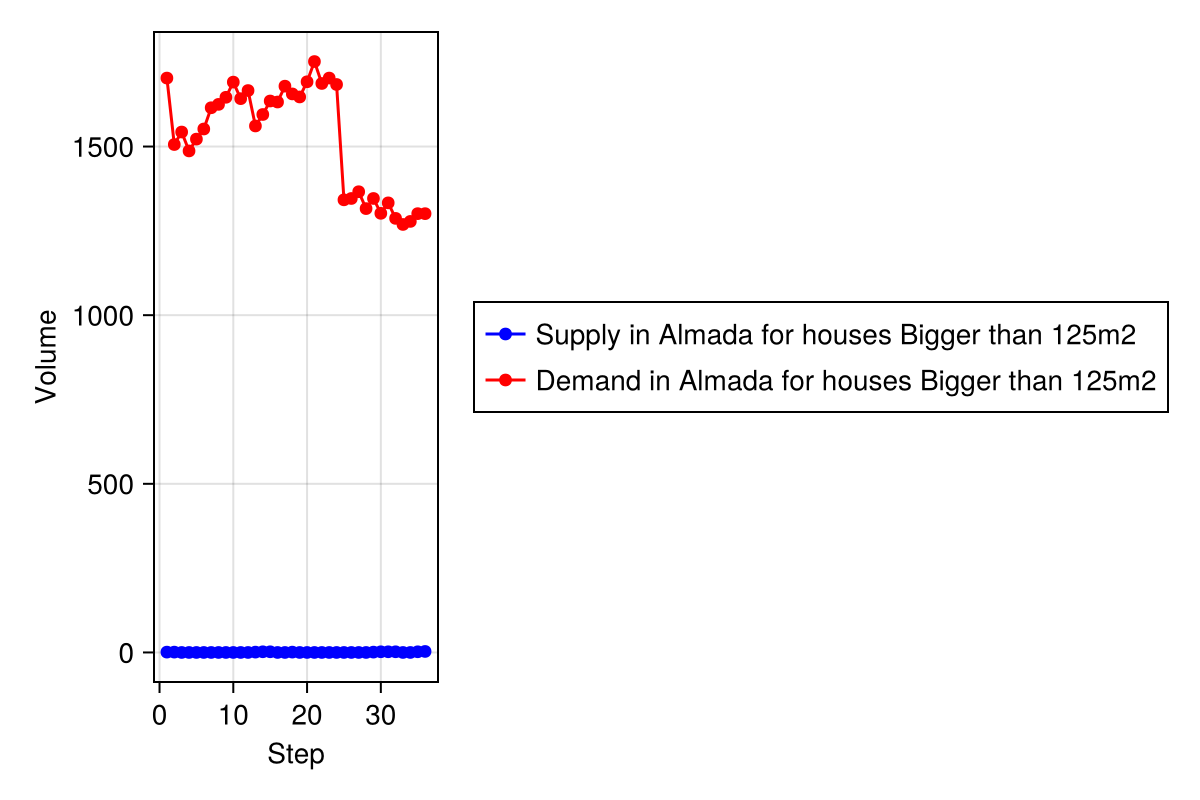 1500
1000
500
0
Volume
0 10 20 30
Step
Supply in Almada for houses Bigger than 125m2
Demand in Almada for houses Bigger than 125m2